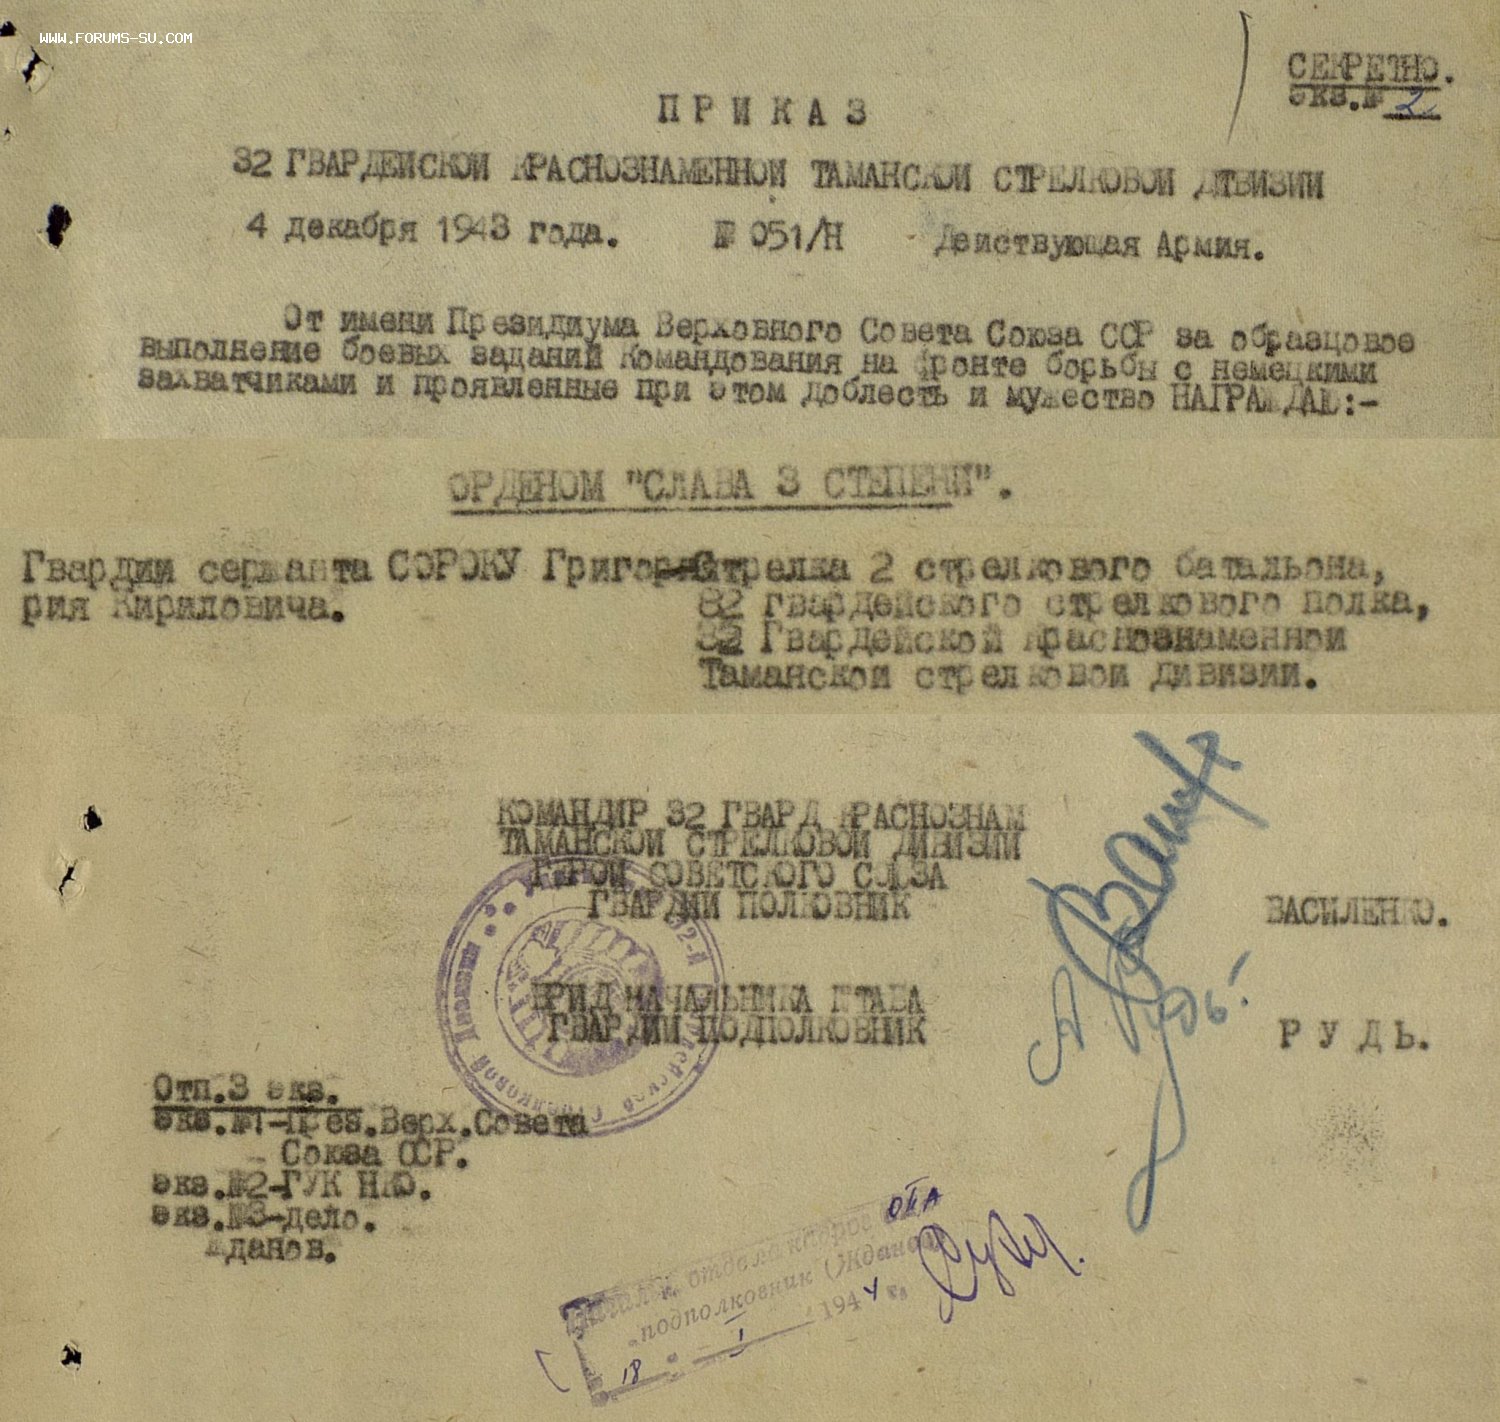 WWW.FORUMS-SU.COM
СЕКРЕТНО.
экз.№ 2
ПРИКАЗ
32 ГВАРДЕЙСКОЙ КРАСНОЗНАМЕННОЙ ТАМАНСКОЙ СТРЕЛКОВОЙ ДИВИЗИИ
4 декабря 1943 года. № 051/Н Действующая Армия.
От имени Президиума Верховного Совета Союза ССР за образцовое
выполнение боевых заданий Командования на фронте борьбы с немецкими
захватчиками и проявленные при этом доблесть и мужество НАГРАЖДАЮ:-
ОРДЕНОМ "СЛАВА 3 СТЕПЕНИ".
Гвардии сержанта СОРОКУ Григо- Стрелка 2 стрелкового батальона,
рия Кириловича. 82 гвардейского стрелкового полка,
32 Гвардейской Краснознаменной
Таманской стрелковой дивизии.
КОМАНДИР 32 ГВАРД КРАСНОЗНАМ
ТАМАНСКОЙ СТРЕЛКОВОЙ ДИВИЗИИ
ГЕРОЙ СОВЕТСКОГО СОЮЗА
ГВАРДИИ ПОЛКОВНИК ВАСИЛЕНКО.
ВРИД НАЧАЛЬНИКА ШТАБА
ГВАРДИИ ПОДПОЛКОВНИК Р У Д Ь.
Отп.3 экз.
экз.№1-През.Верх.Совета
Союза ССР.
экз.№2-ГУК НКО.
экз.№3-дело.
Жданов.
отдела кадров ОПА
подполковник (Жданов)
18 I 1944 г.